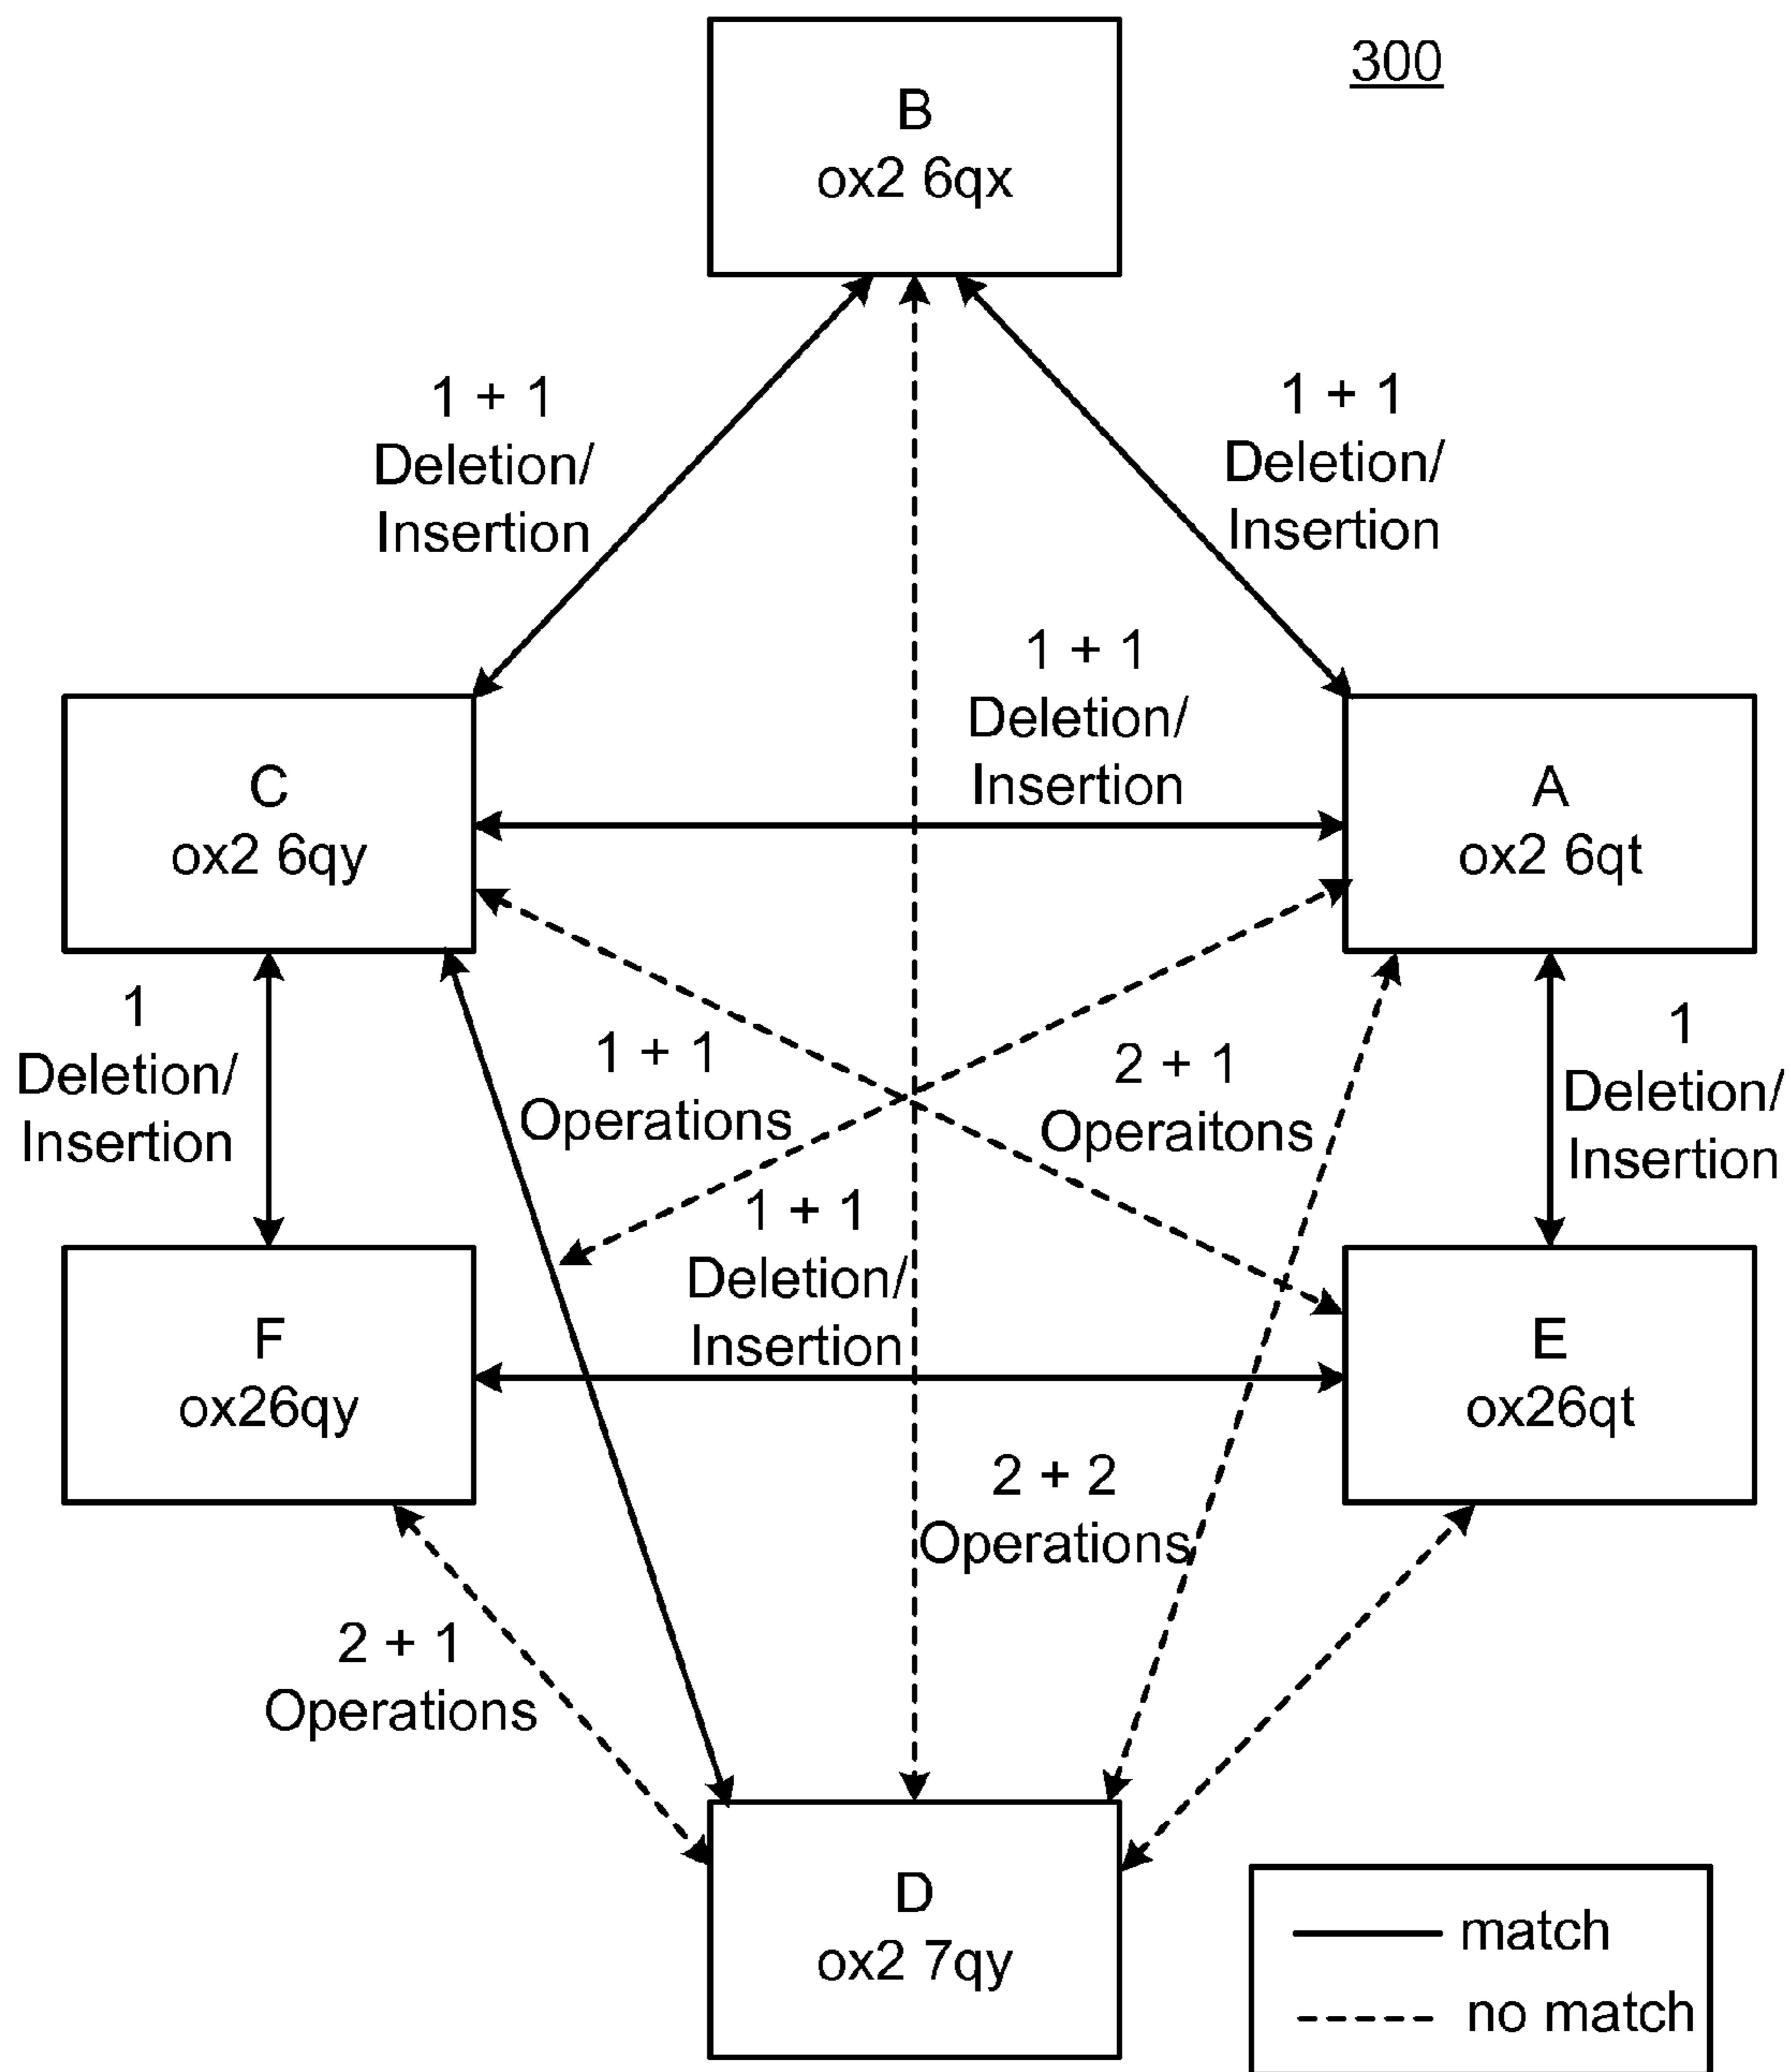 300
B
ox2 6qx
1 + 1
Deletion/
Insertion
1 + 1
Deletion/
Insertion
1 + 1
Deletion/
Insertion
C
ox2 6qy
A
ox2 6qt
1
Deletion/
Insertion
1 + 1
Operations
2 + 1
Operaitons
1
Deletion/
Insertion
1 + 1
Deletion/
Insertion
F
ox26qy
E
ox26qt
2 + 2
Operations
2 + 1
Operations
D
ox2 7qy
match
no match